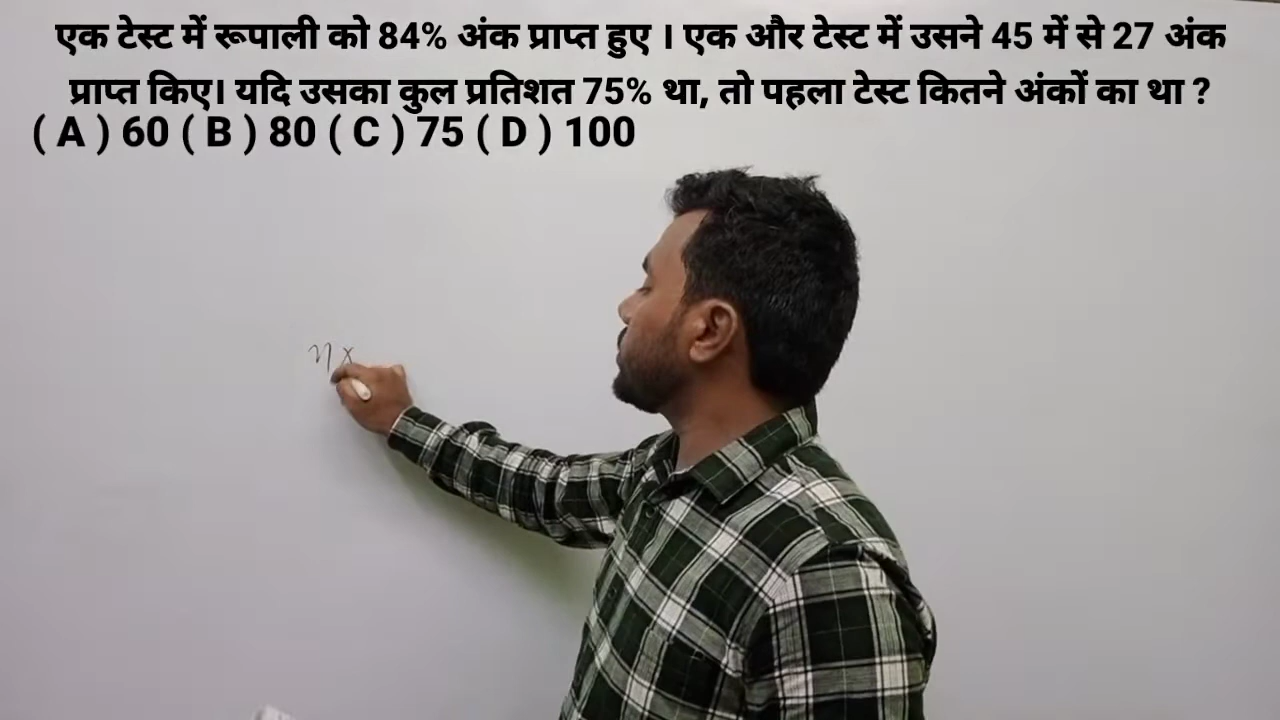 एक टेस्ट में रूपाली को 84% अंक प्राप्त हुए । एक और टेस्ट में उसने 45 में से 27 अंक
प्राप्त किए। यदि उसका कुल प्रतिशत 75% था, तो पहला टेस्ट कितने अंकों का था ?
( A ) 60 ( B ) 80 ( C ) 75 ( D ) 100